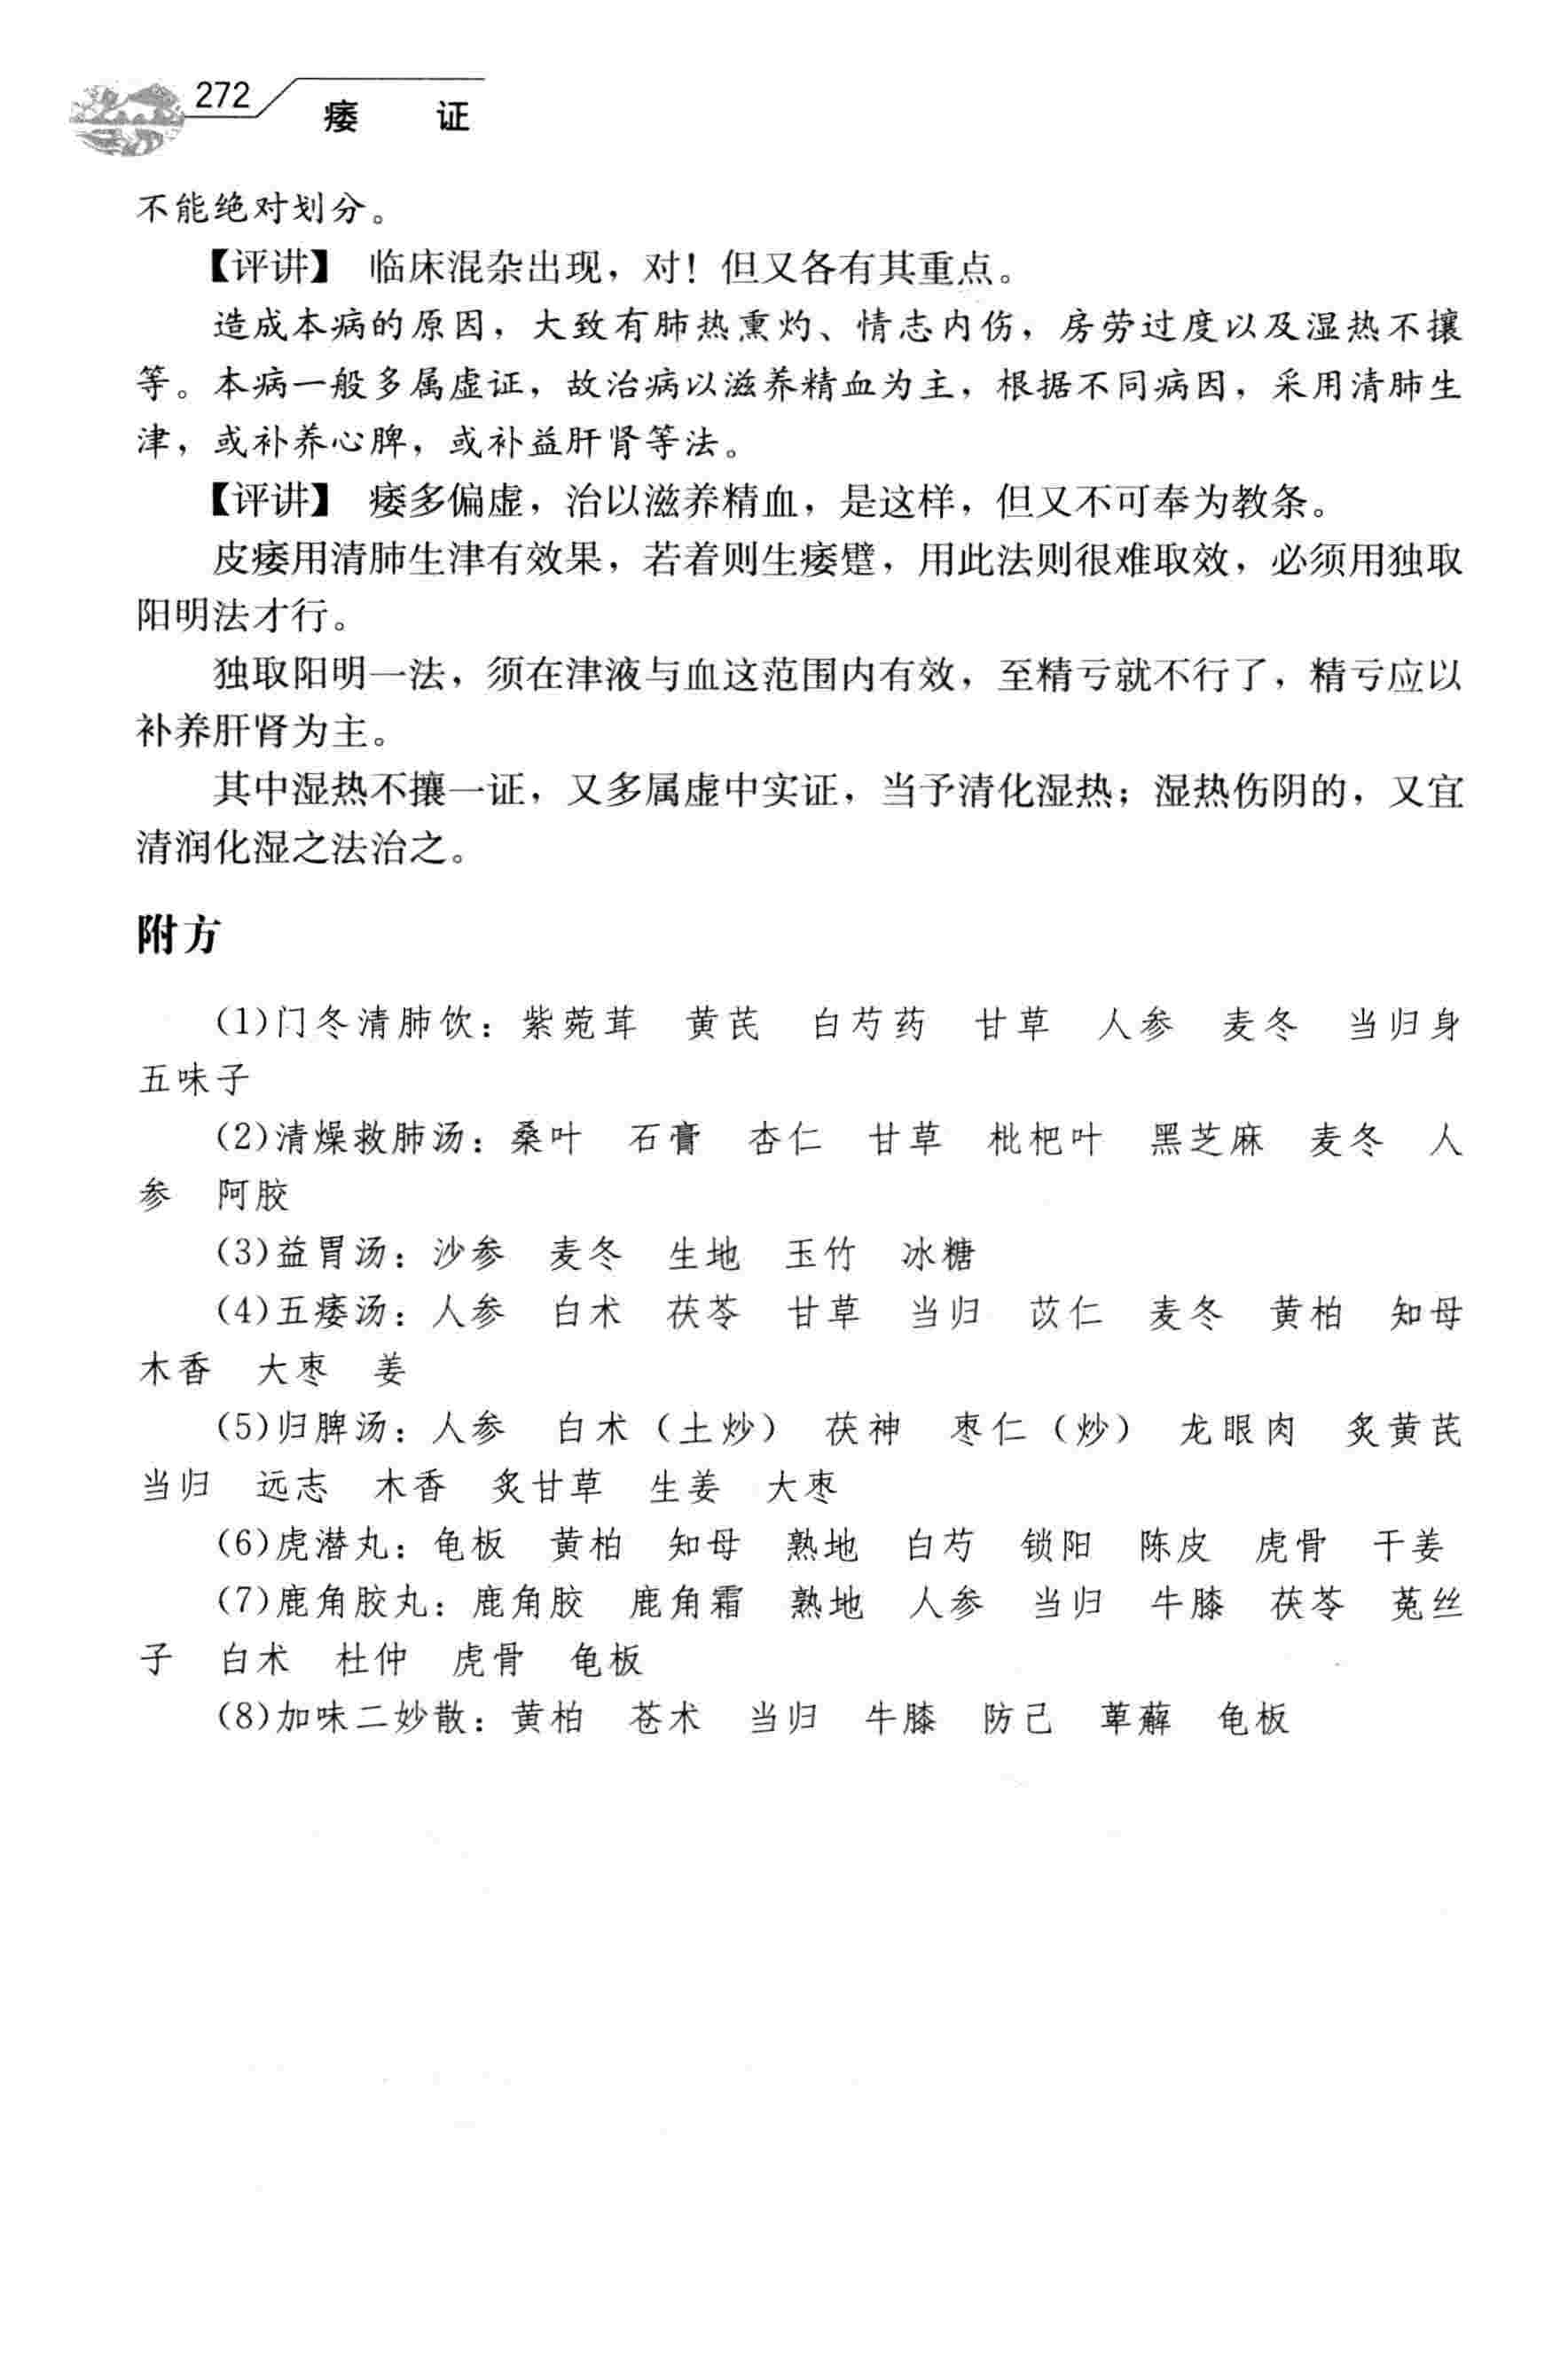 272
痿 证
不能绝对划分。
【评讲】 临床混杂出现，对！但又各有其重点。
造成本病的原因，大致有肺热熏灼、情志内伤，房劳过度以及湿热不攘
等。本病一般多属虚证，故治病以滋养精血为主，根据不同病因，采用清肺生
津，或补养心脾，或补益肝肾等法。
【评讲】 痿多偏虚，治以滋养精血，是这样，但又不可奉为教条。
皮痿用清肺生津有效果，若着则生痿躄，用此法则很难取效，必须用独取
阳明法才行。
独取阳明一法，须在津液与血这范围内有效，至精亏就不行了，精亏应以
补养肝肾为主。
其中湿热不攘一证，又多属虚中实证，当予清化湿热；湿热伤阴的，又宜
清润化湿之法治之。
附方
(1)门冬清肺饮：紫菀茸 黄芪 白芍药 甘草 人参 麦冬 当归身
五味子
(2)清燥救肺汤：桑叶 石膏 杏仁 甘草 枇杷叶 黑芝麻 麦冬 人
参 阿胶
(3)益胃汤：沙参 麦冬 生地 玉竹 冰糖
(4)五痿汤：人参 白术 茯苓 甘草 当归 苡仁 麦冬 黄柏 知母
木香 大枣 姜
(5)归脾汤：人参 白术（土炒） 茯神 枣仁（炒） 龙眼肉 炙黄芪
当归 远志 木香 炙甘草 生姜 大枣
(6)虎潜丸：龟板 黄柏 知母 熟地 白芍 锁阳 陈皮 虎骨 干姜
(7)鹿角胶丸：鹿角胶 鹿角霜 熟地 人参 当归 牛膝 茯苓 菟丝
子 白术 杜仲 虎骨 龟板
(8)加味二妙散：黄柏 苍术 当归 牛膝 防己 萆薢 龟板